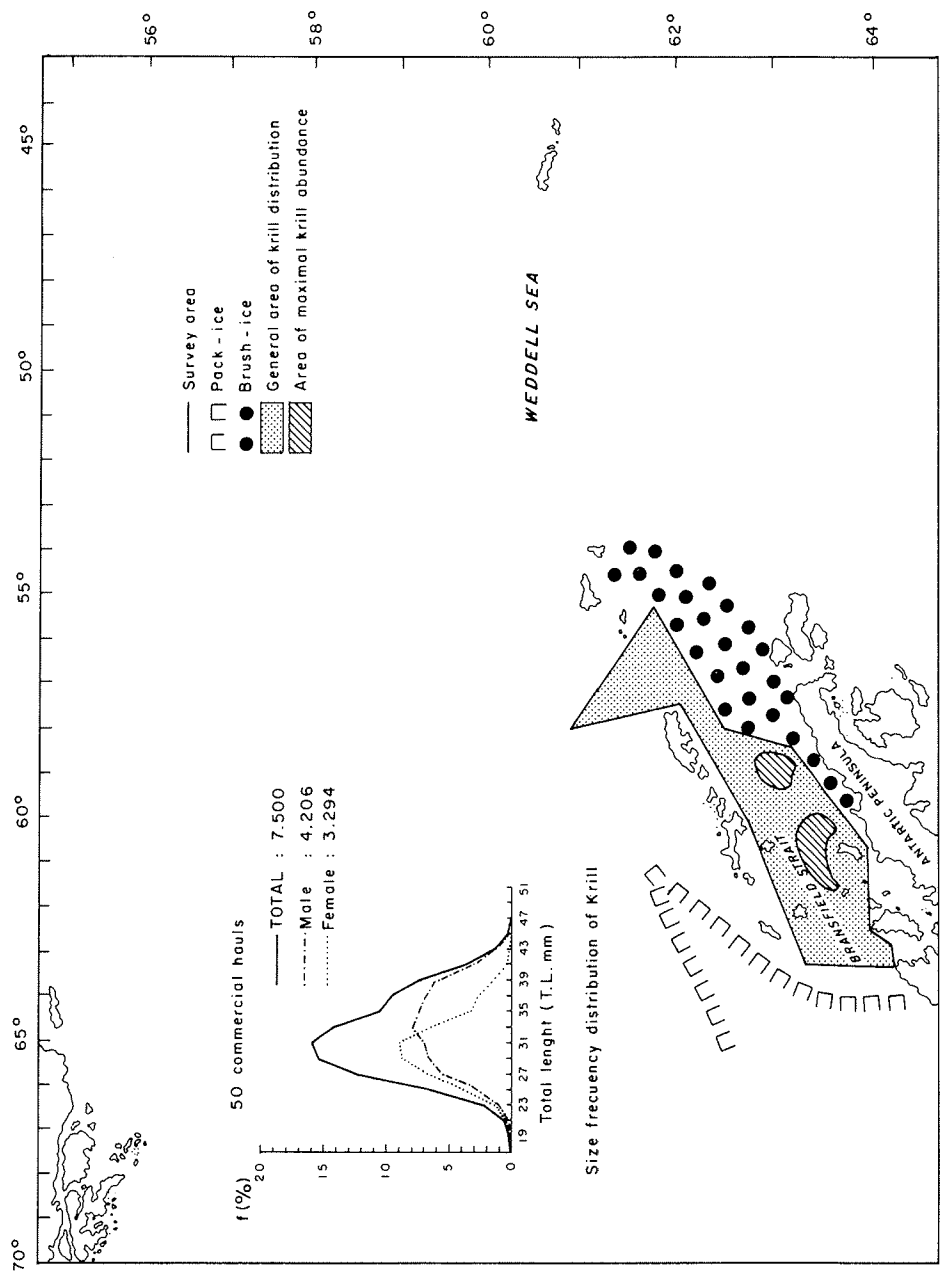 70°
65°
60°
55°
50°
45°
56°
58°
60°
62°
64°
Survey area
Pack-ice
Brush-ice
General area of krill distribution
Area of maximal krill abundance
WEDDELL SEA
BRANSFIELD STRAIT
ANTARTIC PENINSULA
50 commercial hauls
TOTAL : 7.500
Male : 4.206
Female : 3.294
f (%)
20
15
10
5
0
19 23 27 31 35 39 43 47 51
Total lenght (T.L. mm)
Size frecuency distribution of Krill